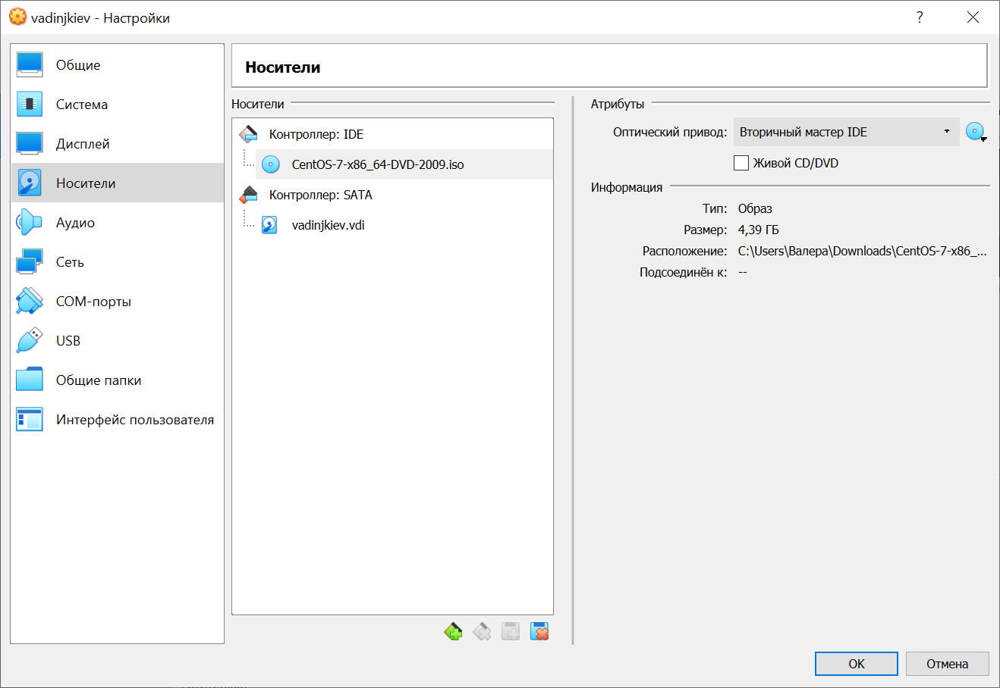 vadinjkiev - Настройки
?
Общие
Система
Дисплей
Носители
Аудио
Сеть
COM-порты
USB
Общие папки
Интерфейс пользователя
Носители
Носители
Контроллер: IDE
CentOS-7-x86_64-DVD-2009.iso
Контроллер: SATA
vadinjkiev.vdi
Атрибуты
Оптический привод: Вторичный мастер IDE
Живой CD/DVD
Информация
Тип: Образ
Размер: 4,39 ГБ
Расположение: C:\Users\Валера\Downloads\CentOS-7-x86_...
Подсоединён к: --
OK Отмена